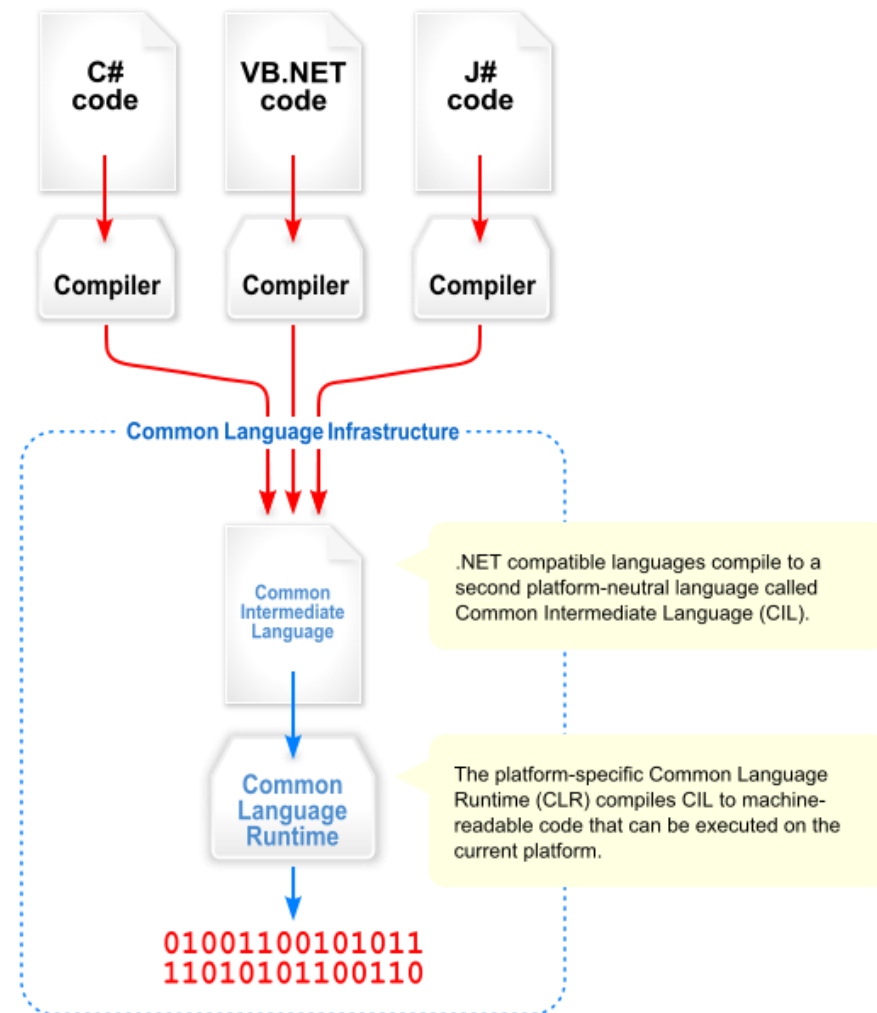 C#
code
VB.NET
code
J#
code
Compiler
Compiler
Compiler
Common Language Infrastructure
Common
Intermediate
Language
.NET compatible languages compile to a
second platform-neutral language called
Common Intermediate Language (CIL).
Common
Language
Runtime
The platform-specific Common Language
Runtime (CLR) compiles CIL to machine-
readable code that can be executed on the
current platform.
01001100101011
11010101100110